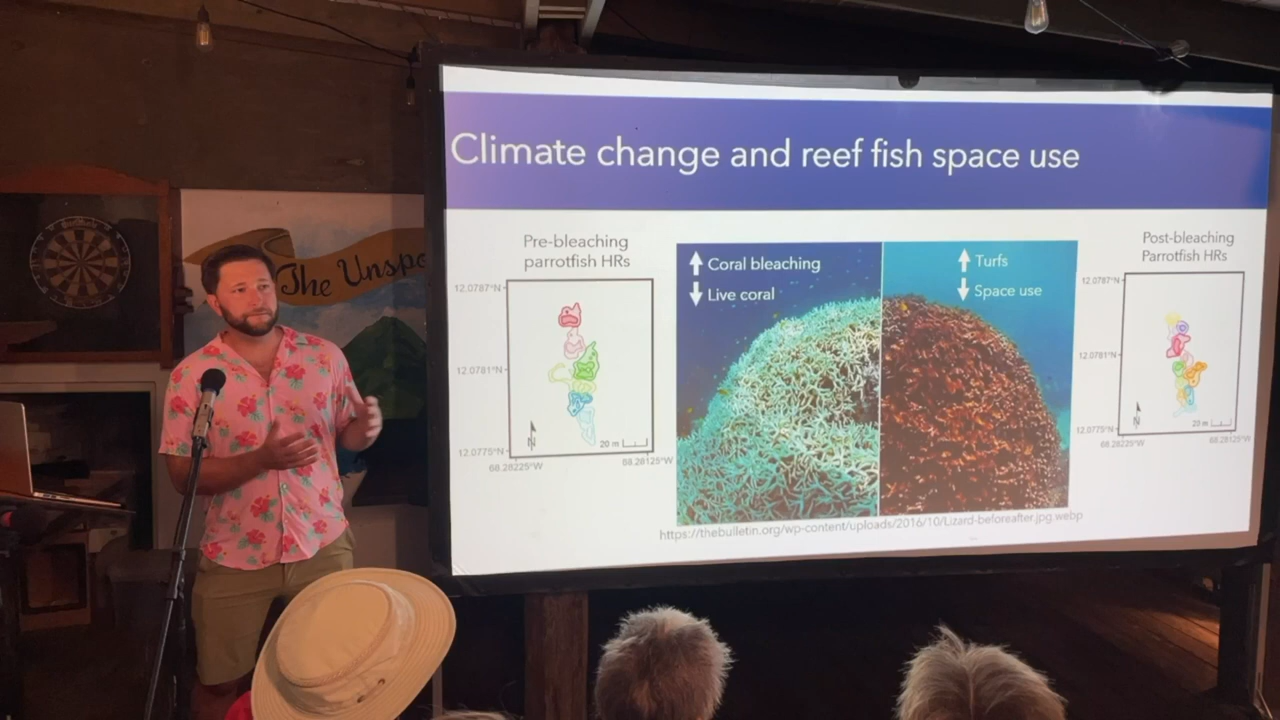 Climate change and reef fish space use
The Unspo
Pre-bleaching
parrotfish HRs
12.0787°N
12.0781°N
12.0775°N
N
20 m
68.28225°W
68.28125°W
Coral bleaching
Live coral
Turfs
Space use
https://thebulletin.org/wp-content/uploads/2016/10/Lizard-beforeafter.jpg.webp
Post-bleaching
Parrotfish HRs
12.0787°N
12.0781°N
12.0775°N
N
20 m
68.28225°W
68.28125°W